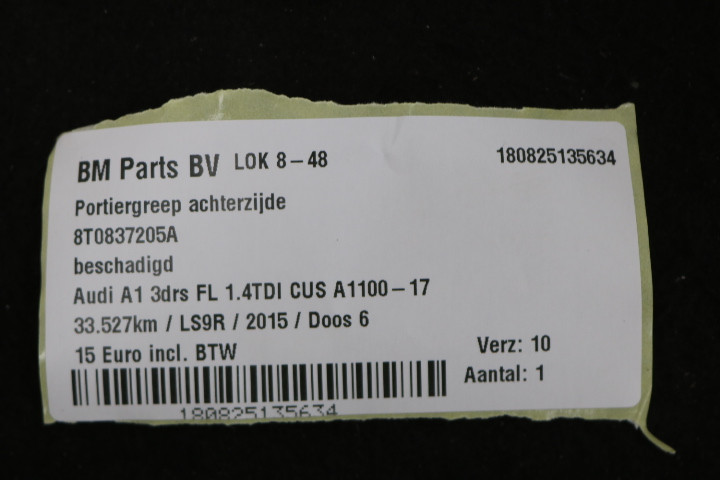 BM Parts BV LOK 8-48 180825135634
Portiergreep achterzijde
8T0837205A
beschadigd
Audi A1 3drs FL 1.4TDI CUS A1100-17
33.527km / LS9R / 2015 / Doos 6
15 Euro incl. BTW Verz: 10
Aantal: 1
180825135634